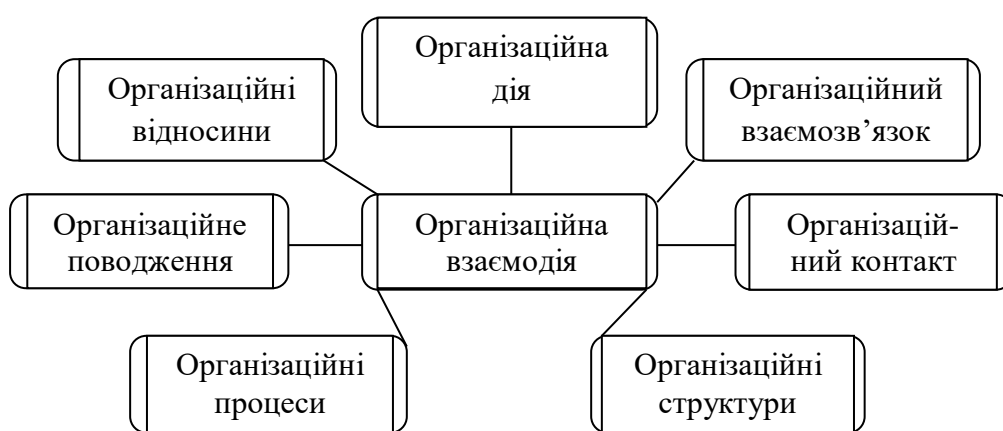 Організаційна
дія
Організаційні
відносини
Організаційний
взаємозв’язок
Організаційне
поводження
Організаційна
взаємодія
Організацій-
ний контакт
Організаційні
процеси
Організаційні
структури